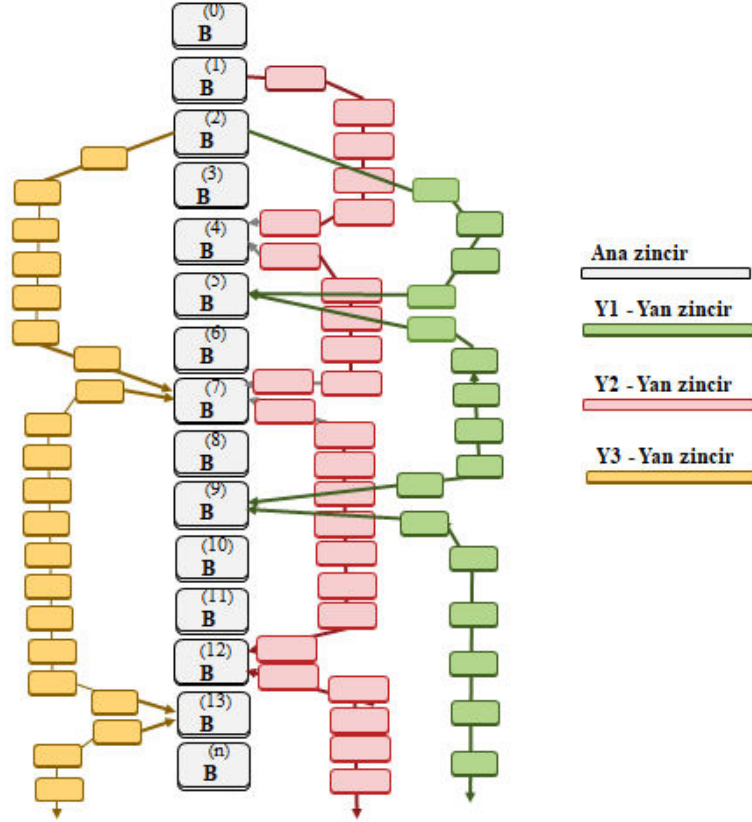 (0)
B
(1)
B
(2)
B
(3)
B
(4)
B
(5)
B
(6)
B
(7)
B
(8)
B
(9)
B
(10)
B
(11)
B
(12)
B
(13)
B
(n)
B
Ana zincir
Y1 - Yan zincir
Y2 - Yan zincir
Y3 - Yan zincir